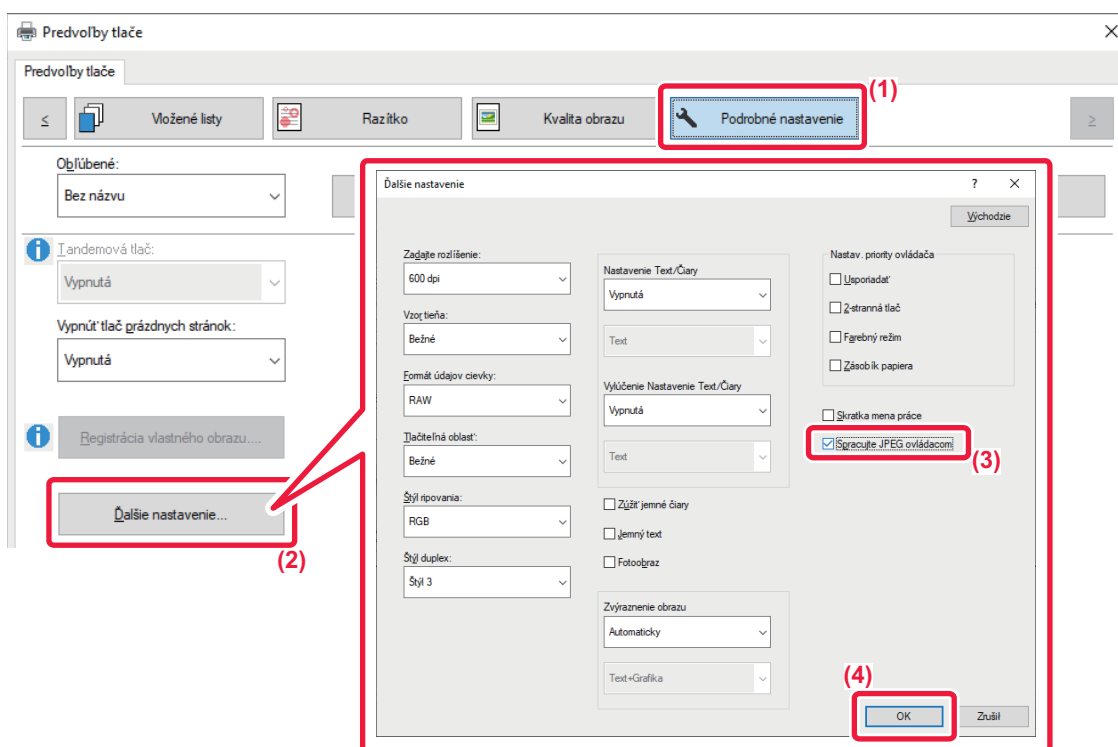 Predvoľby tlače
Predvoľby tlače
(1)
<
Vložené listy
Razítko
Kvalita obrazu
Podrobné nastavenie
>
Obľúbené:
Bez názvu
Tandemová tlač:
Vypnutá
Vypnúť tlač prázdnych stránok:
Vypnutá
Registrácia vlastného obrazu....
Ďalšie nastavenie...
(2)
Ďalšie nastavenie
?
Východzie
Zadajte rozlíšenie:
600 dpi
Vzor tieňa:
Bežné
Formát údajov cievky:
RAW
Tlačiteľná oblasť:
Bežné
Štýl ripovania:
RGB
Štýl duplex:
Štýl 3
Nastavenie Text/Čiary
Vypnutá
Text
Vylúčenie Nastavenie Text/Čiary
Vypnutá
Text
Zúžiť jemné čiary
Jemný text
Fotoobraz
Zvýraznenie obrazu
Automaticky
Text+Grafika
Nastav. priority ovládača
Usporiadať
2-stranná tlač
Farebný režim
Zásobík papiera
Skratka mena práce
Spracujte JPEG ovládacom
(3)
(4)
OK
Zrušiť